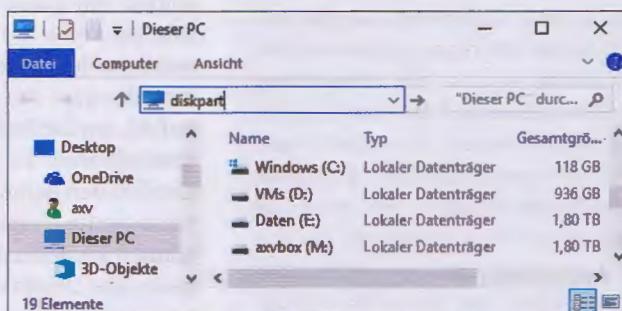 Dieser PC
Datei Computer Ansicht
diskpart "Dieser PC" durc...
Name Typ Gesamtgrö...
Desktop
OneDrive
axv
Dieser PC
3D-Objekte
Windows (C:) Lokaler Datenträger 118 GB
VMs (D:) Lokaler Datenträger 936 GB
Daten (E:) Lokaler Datenträger 1,80 TB
axvbox (M:) Lokaler Datenträger 1,80 TB
19 Elemente